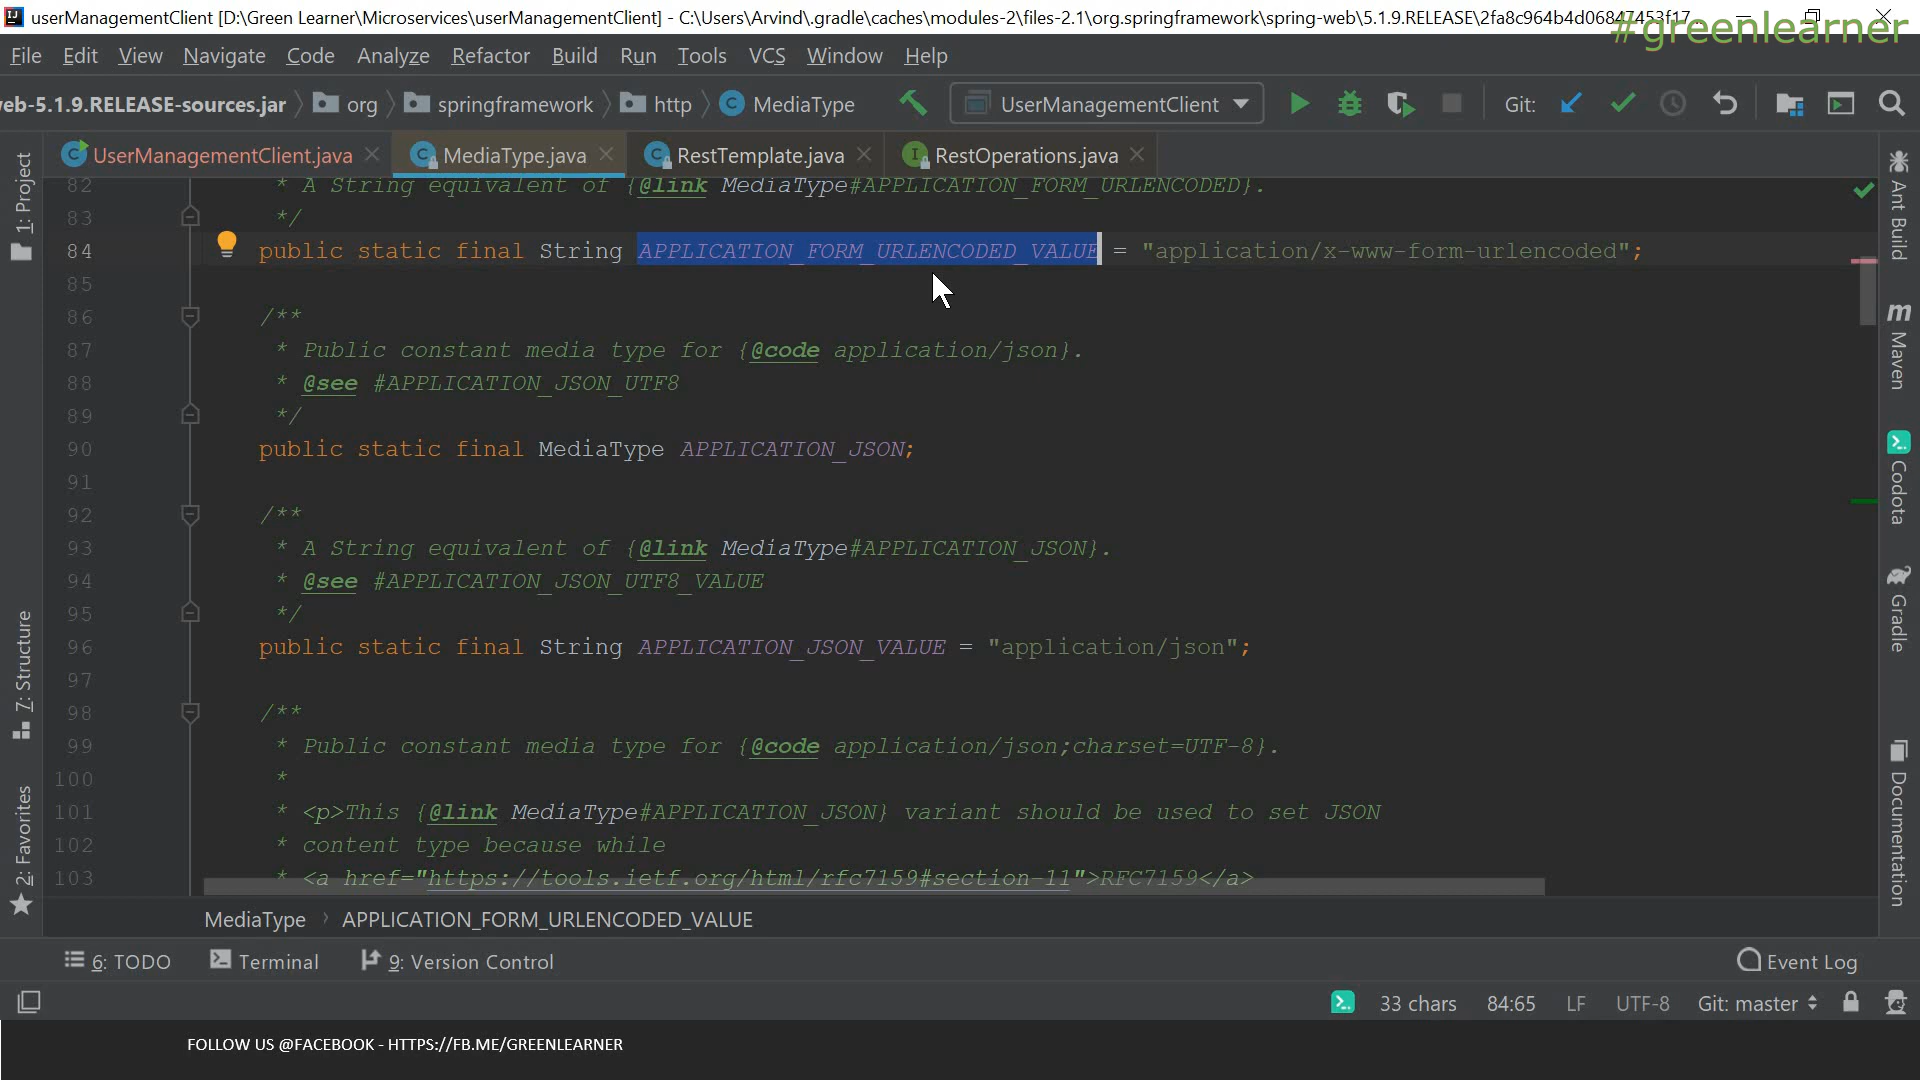 userManagementClient [D:\Green Learner\Microservices\userManagementClient] - C:\Users\Arvind\.gradle\caches\modules-2\files-2.1\org.springframework\spring-web\5.1.9.RELEASE\2fa8c964b4d06847453f17...
#greenlearner
File Edit View Navigate Code Analyze Refactor Build Run Tools VCS Window Help
eb-5.1.9.RELEASE-sources.jar org springframework http MediaType UserManagementClient Git:
UserManagementClient.java MediaType.java RestTemplate.java RestOperations.java
82 * A String equivalent of {@link MediaType#APPLICATION_FORM_URLENCODED}.
83 */
84 public static final String APPLICATION_FORM_URLENCODED_VALUE = "application/x-www-form-urlencoded";
85
86 /**
87 * Public constant media type for {@code application/json}.
88 * @see #APPLICATION_JSON_UTF8
89 */
90 public static final MediaType APPLICATION_JSON;
91
92 /**
93 * A String equivalent of {@link MediaType#APPLICATION_JSON}.
94 * @see #APPLICATION_JSON_UTF8_VALUE
95 */
96 public static final String APPLICATION_JSON_VALUE = "application/json";
97
98 /**
99 * Public constant media type for {@code application/json;charset=UTF-8}.
100 *
101 * <p>This {@link MediaType#APPLICATION_JSON} variant should be used to set JSON
102 * content type because while
103 * <a href="https://tools.ietf.org/html/rfc7159#section-11">RFC7159</a>
1: Project
7: Structure
2: Favorites
Ant Build
Maven
Codota
Gradle
Documentation
MediaType APPLICATION_FORM_URLENCODED_VALUE
6: TODO Terminal 9: Version Control Event Log
33 chars 84:65 LF UTF-8 Git: master
FOLLOW US @FACEBOOK - HTTPS://FB.ME/GREENLEARNER